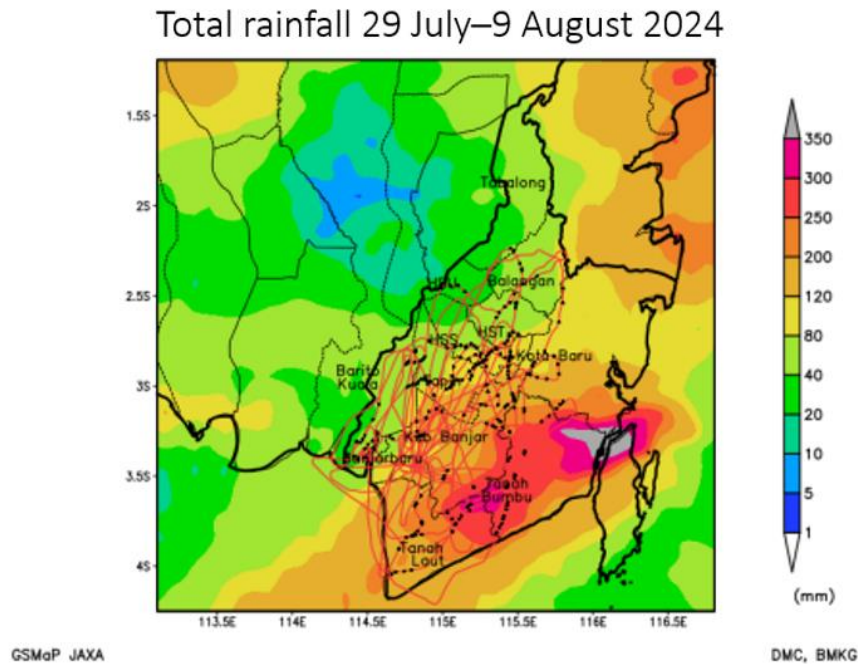 Total rainfall 29 July–9 August 2024
1.5S
2S
2.5S
3S
3.5S
4S
113.5E
114E
114.5E
115E
115.5E
116E
116.5E
Tabalong
Balangan
HSU
HST
HSS
Kota Baru
Barito
Kuala
Tapin
Kab Banjar
Banjarbaru
Tanah
Bumbu
Tanah
Laut
350
300
250
200
120
80
40
20
10
5
1
(mm)
GSMaP JAXA
DMC, BMKG